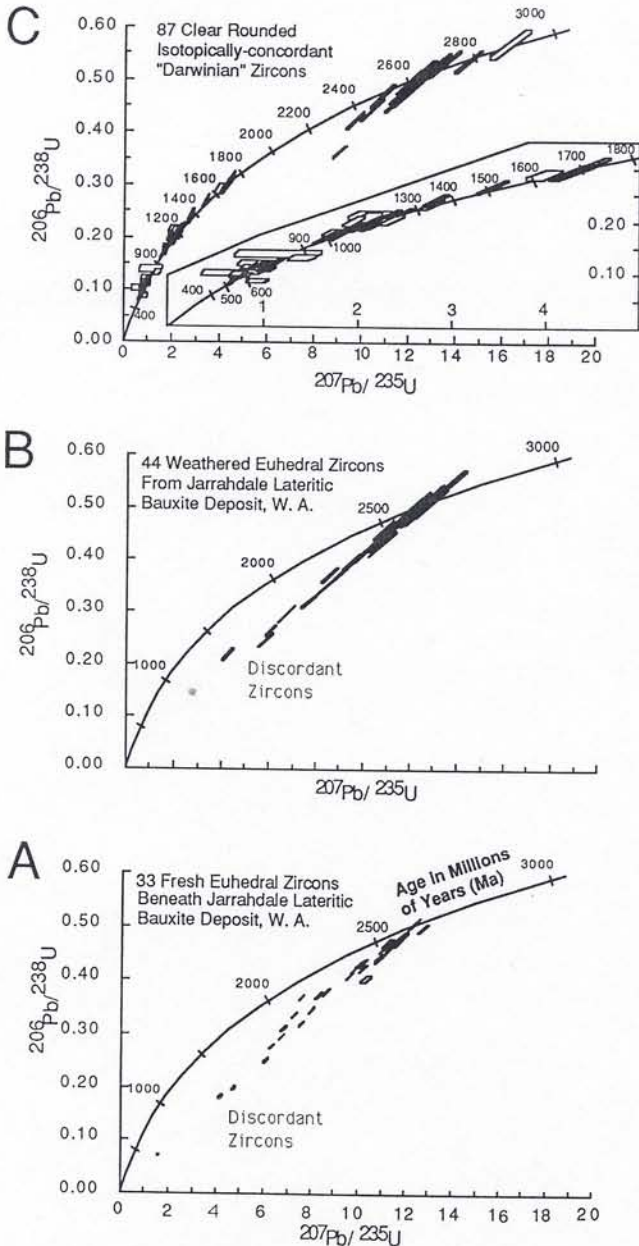 C
87 Clear Rounded
Isotopically-concordant
"Darwinian" Zircons
206Pb/238U
0.60
0.50
0.40
0.30
0.20
0.10
0.00
400
900
1200
1400
1600
1800
2000
2200
2400
2600
2800
3000
400
500
600
900
1000
1300
1400
1500
1600
1700
1800
0.20
0.10
1 2 3 4
0 2 4 6 8 10 12 14 16 18 20
207Pb/ 235U
B
44 Weathered Euhedral Zircons
From Jarrahdale Lateritic
Bauxite Deposit, W. A.
206Pb/238U
0.60
0.50
0.40
0.30
0.20
0.10
0.00
1000
2000
2500
3000
Discordant
Zircons
207Pb/ 235U
A
33 Fresh Euhedral Zircons
Beneath Jarrahdale Lateritic
Bauxite Deposit, W. A.
Age In Millions
of Years (Ma)
206Pb/238U
0.60
0.50
0.40
0.30
0.20
0.10
0.00
1000
2000
2500
3000
Discordant
Zircons
0 2 4 6 8 10 12 14 16 18 20
207Pb/ 235U